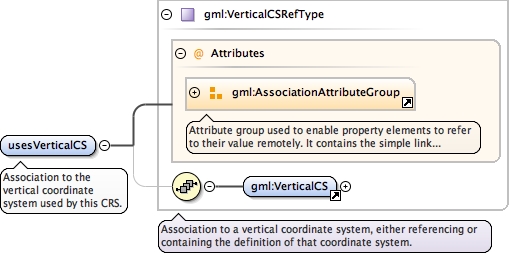 gml:VerticalCSRefType
@ Attributes
gml:AssociationAttributeGroup
Attribute group used to enable property elements to refer
to their value remotely. It contains the simple link...
usesVerticalCS
Association to the
vertical coordinate
system used by this CRS.
gml:VerticalCS
Association to a vertical coordinate system, either referencing or
containing the definition of that coordinate system.